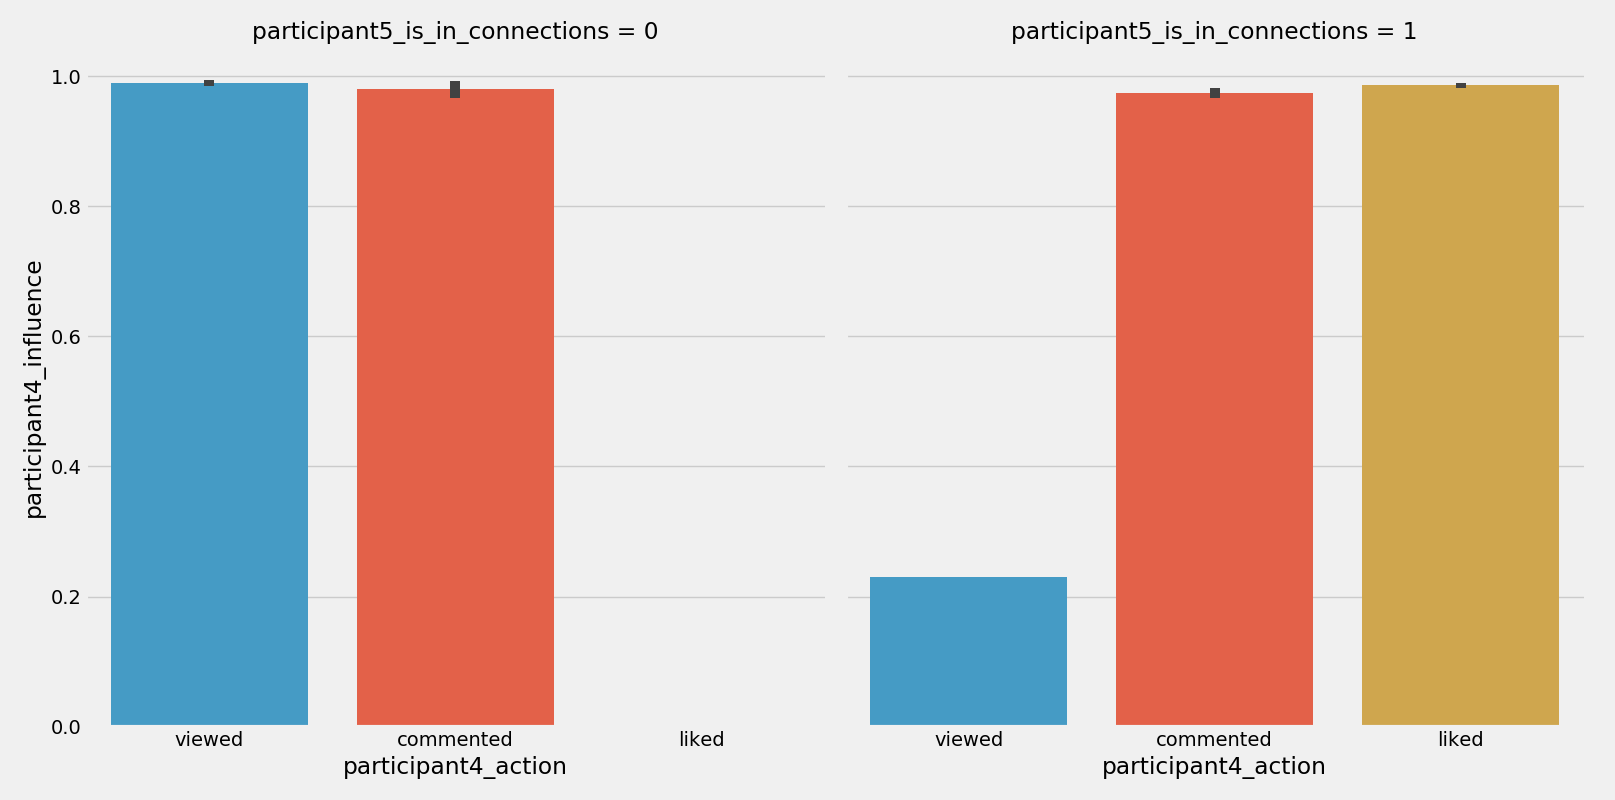 participant5_is_in_connections = 0
participant5_is_in_connections = 1
participant4_influence
1.0
0.8
0.6
0.4
0.2
0.0
viewed commented liked
viewed commented liked
participant4_action
participant4_action